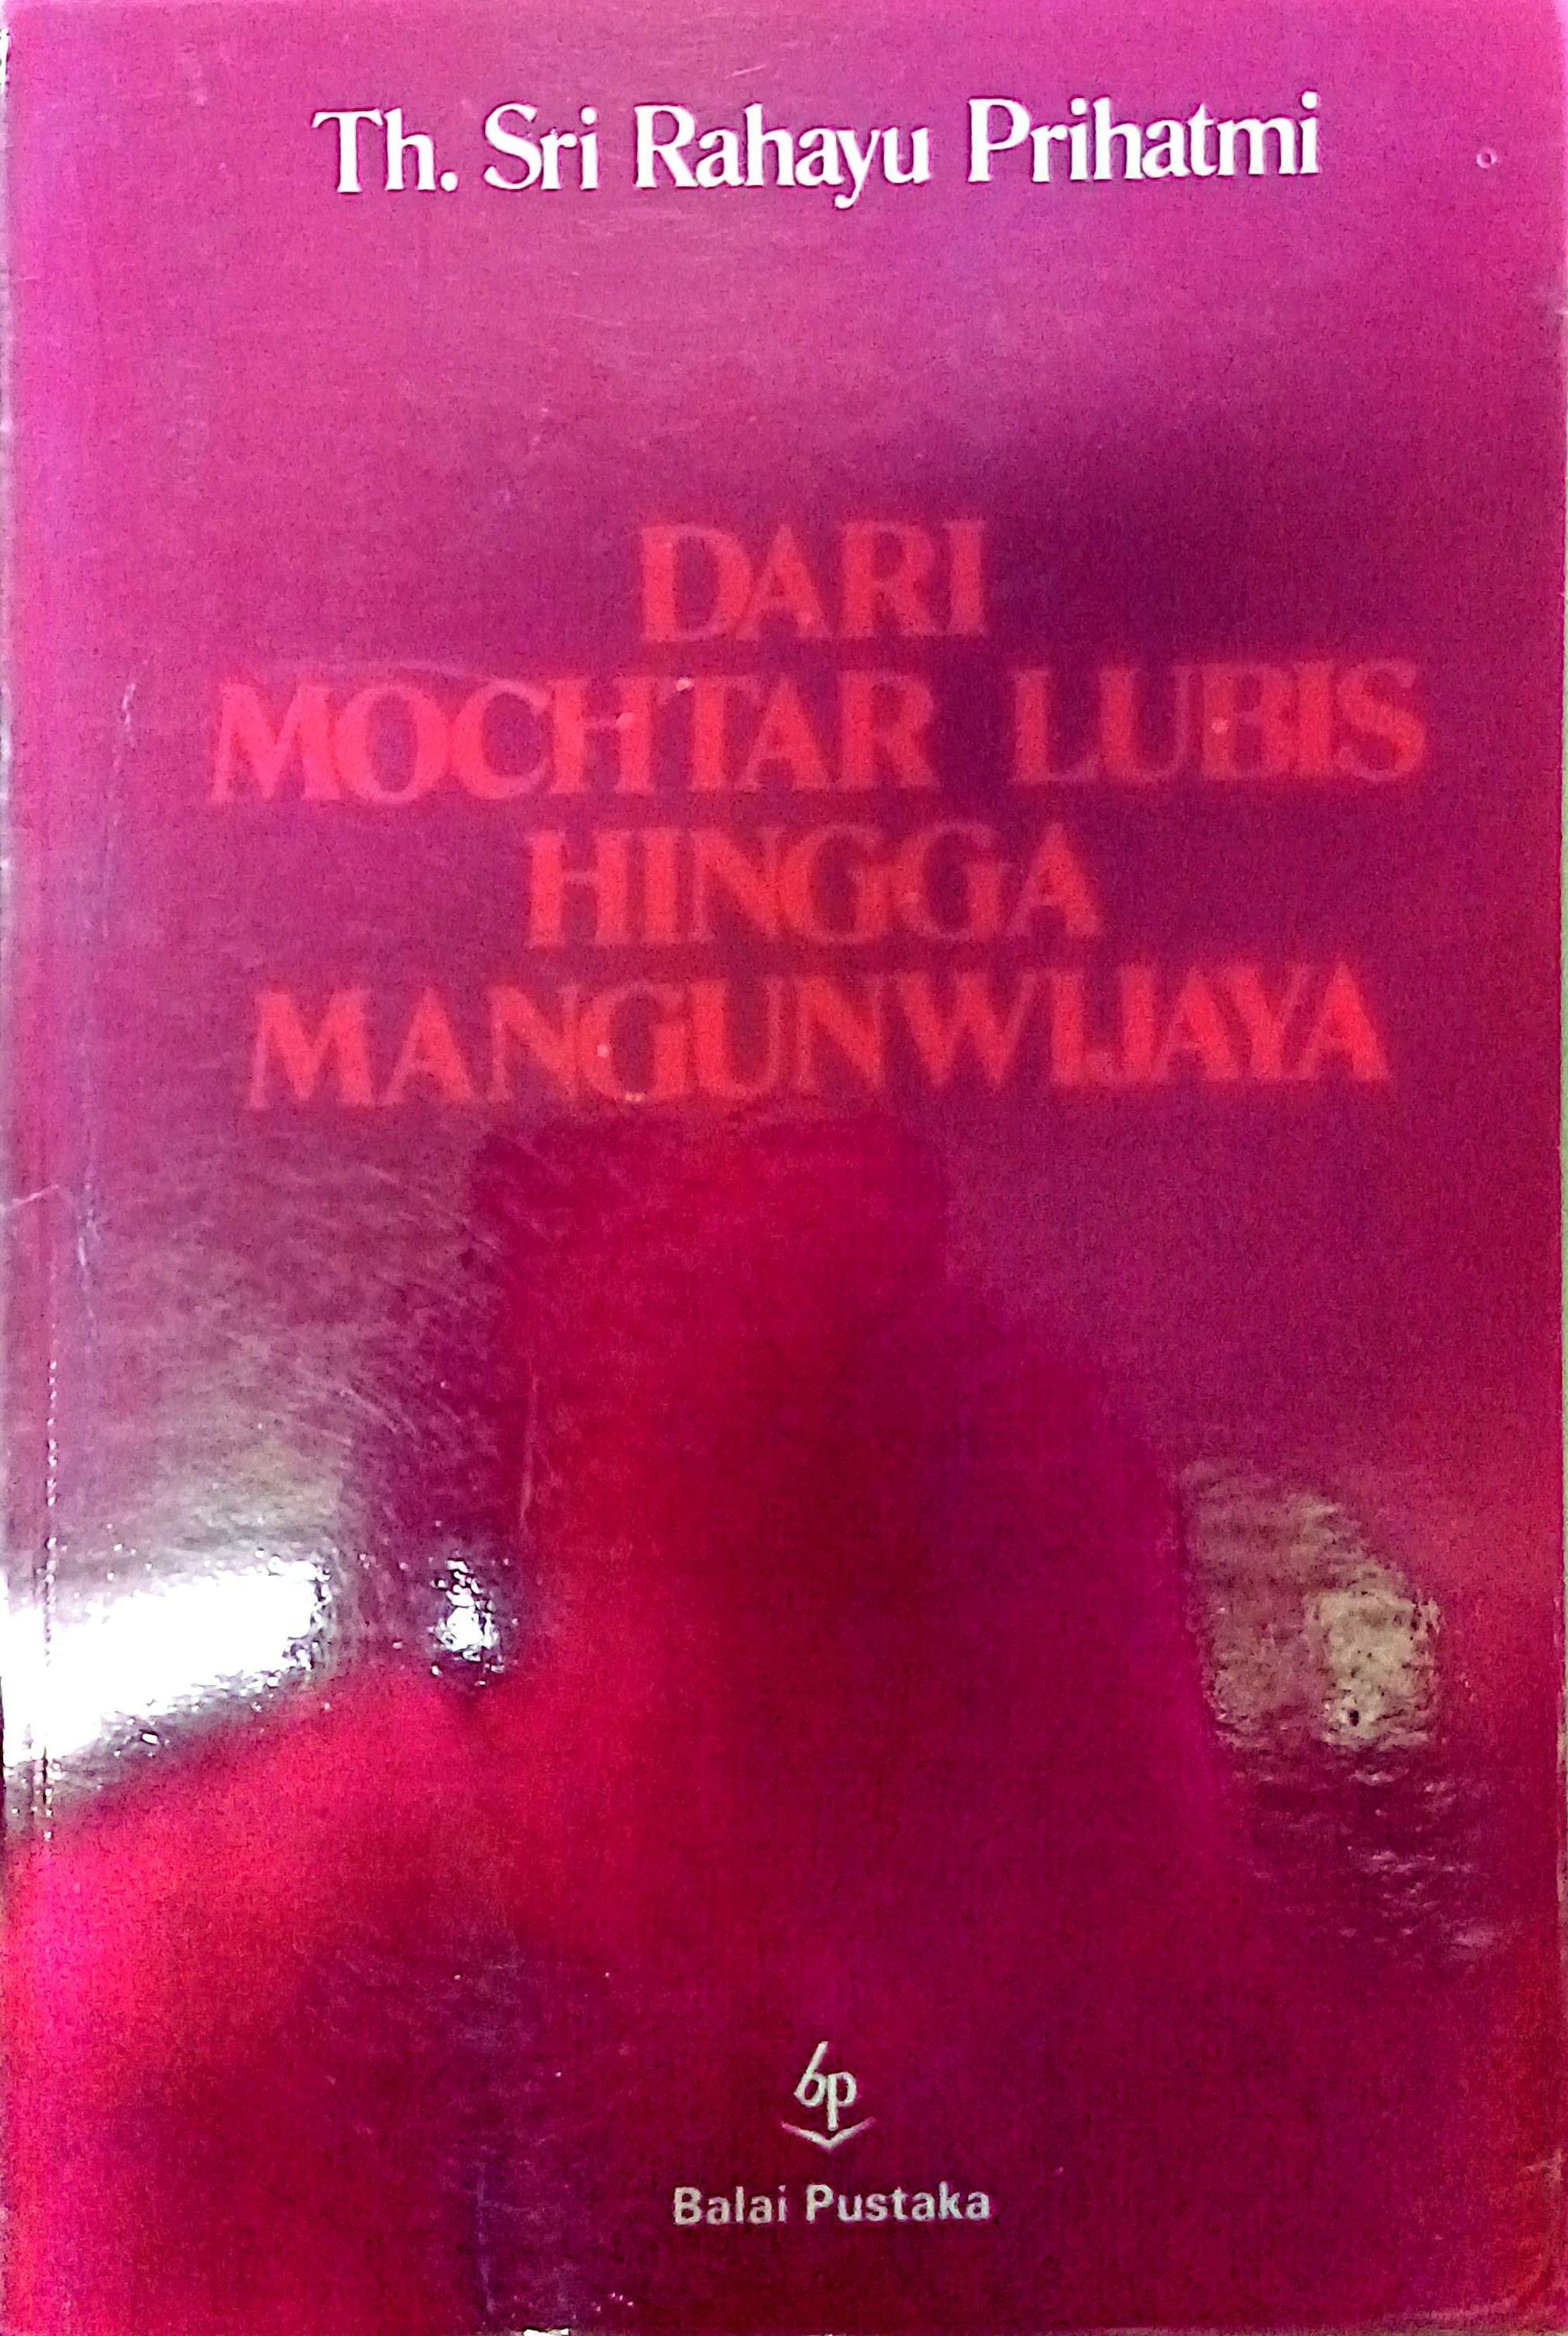 Th. Sri Rahayu Prihatmi
DARI
MOCHTAR LUBIS
HINGGA
MANGUNWIJAYA
bp
Balai Pustaka